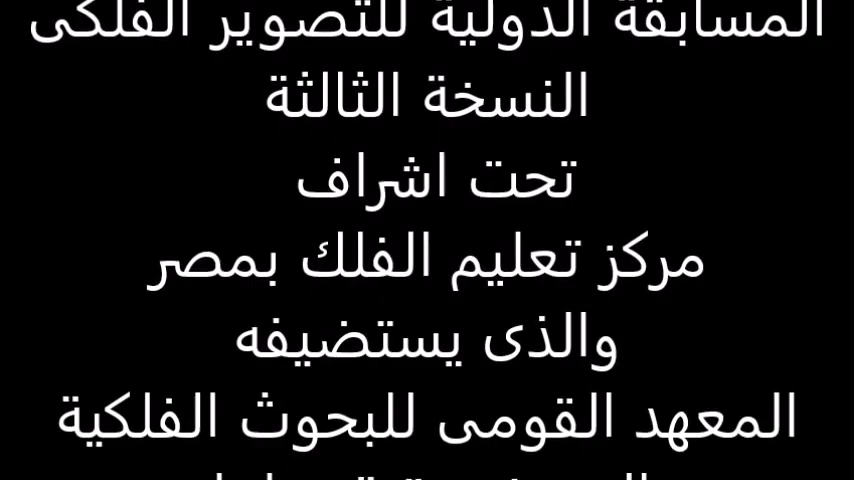 المسابقة الدولية للتصوير الفلكى
النسخة الثالثة
تحت اشراف
مركز تعليم الفلك بمصر
والذى يستضيفه
المعهد القومى للبحوث الفلكية